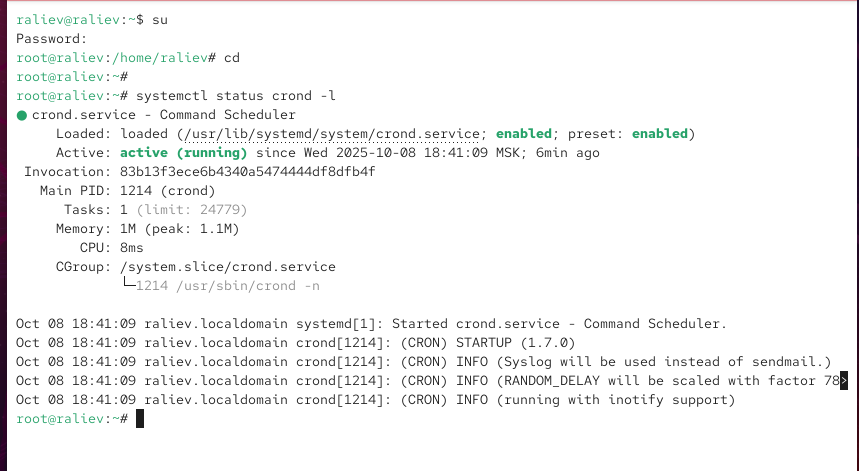 raliev@raliev:~$ su
Password:
root@raliev:/home/raliev# cd
root@raliev:~#
root@raliev:~# systemctl status crond -l
● crond.service - Command Scheduler
     Loaded: loaded (/usr/lib/systemd/system/crond.service; enabled; preset: enabled)
     Active: active (running) since Wed 2025-10-08 18:41:09 MSK; 6min ago
 Invocation: 83b13f3ece6b4340a5474444df8dfb4f
   Main PID: 1214 (crond)
      Tasks: 1 (limit: 24779)
     Memory: 1M (peak: 1.1M)
        CPU: 8ms
     CGroup: /system.slice/crond.service
             └─1214 /usr/sbin/crond -n

Oct 08 18:41:09 raliev.localdomain systemd[1]: Started crond.service - Command Scheduler.
Oct 08 18:41:09 raliev.localdomain crond[1214]: (CRON) STARTUP (1.7.0)
Oct 08 18:41:09 raliev.localdomain crond[1214]: (CRON) INFO (Syslog will be used instead of sendmail.)
Oct 08 18:41:09 raliev.localdomain crond[1214]: (CRON) INFO (RANDOM_DELAY will be scaled with factor 78>
Oct 08 18:41:09 raliev.localdomain crond[1214]: (CRON) INFO (running with inotify support)
root@raliev:~#